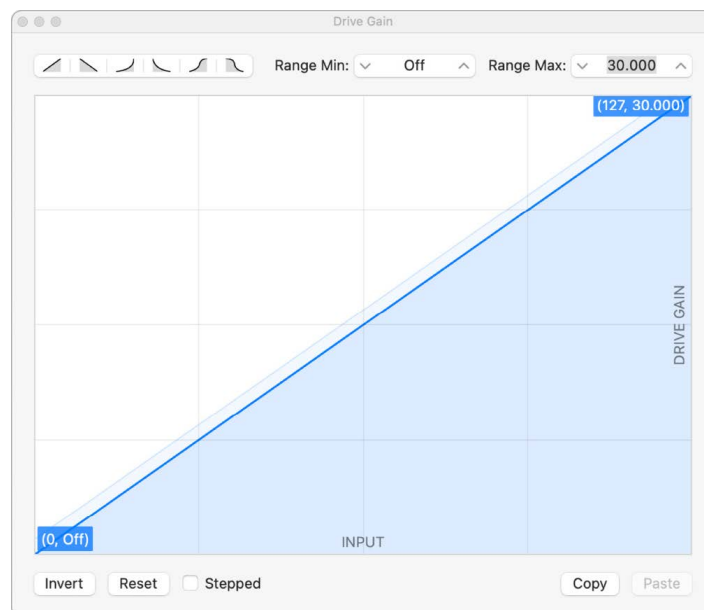 Drive Gain
Range Min: Off Range Max: 30.000
(127, 30.000)
DRIVE GAIN
(0, Off)
INPUT
Invert Reset Stepped Copy Paste